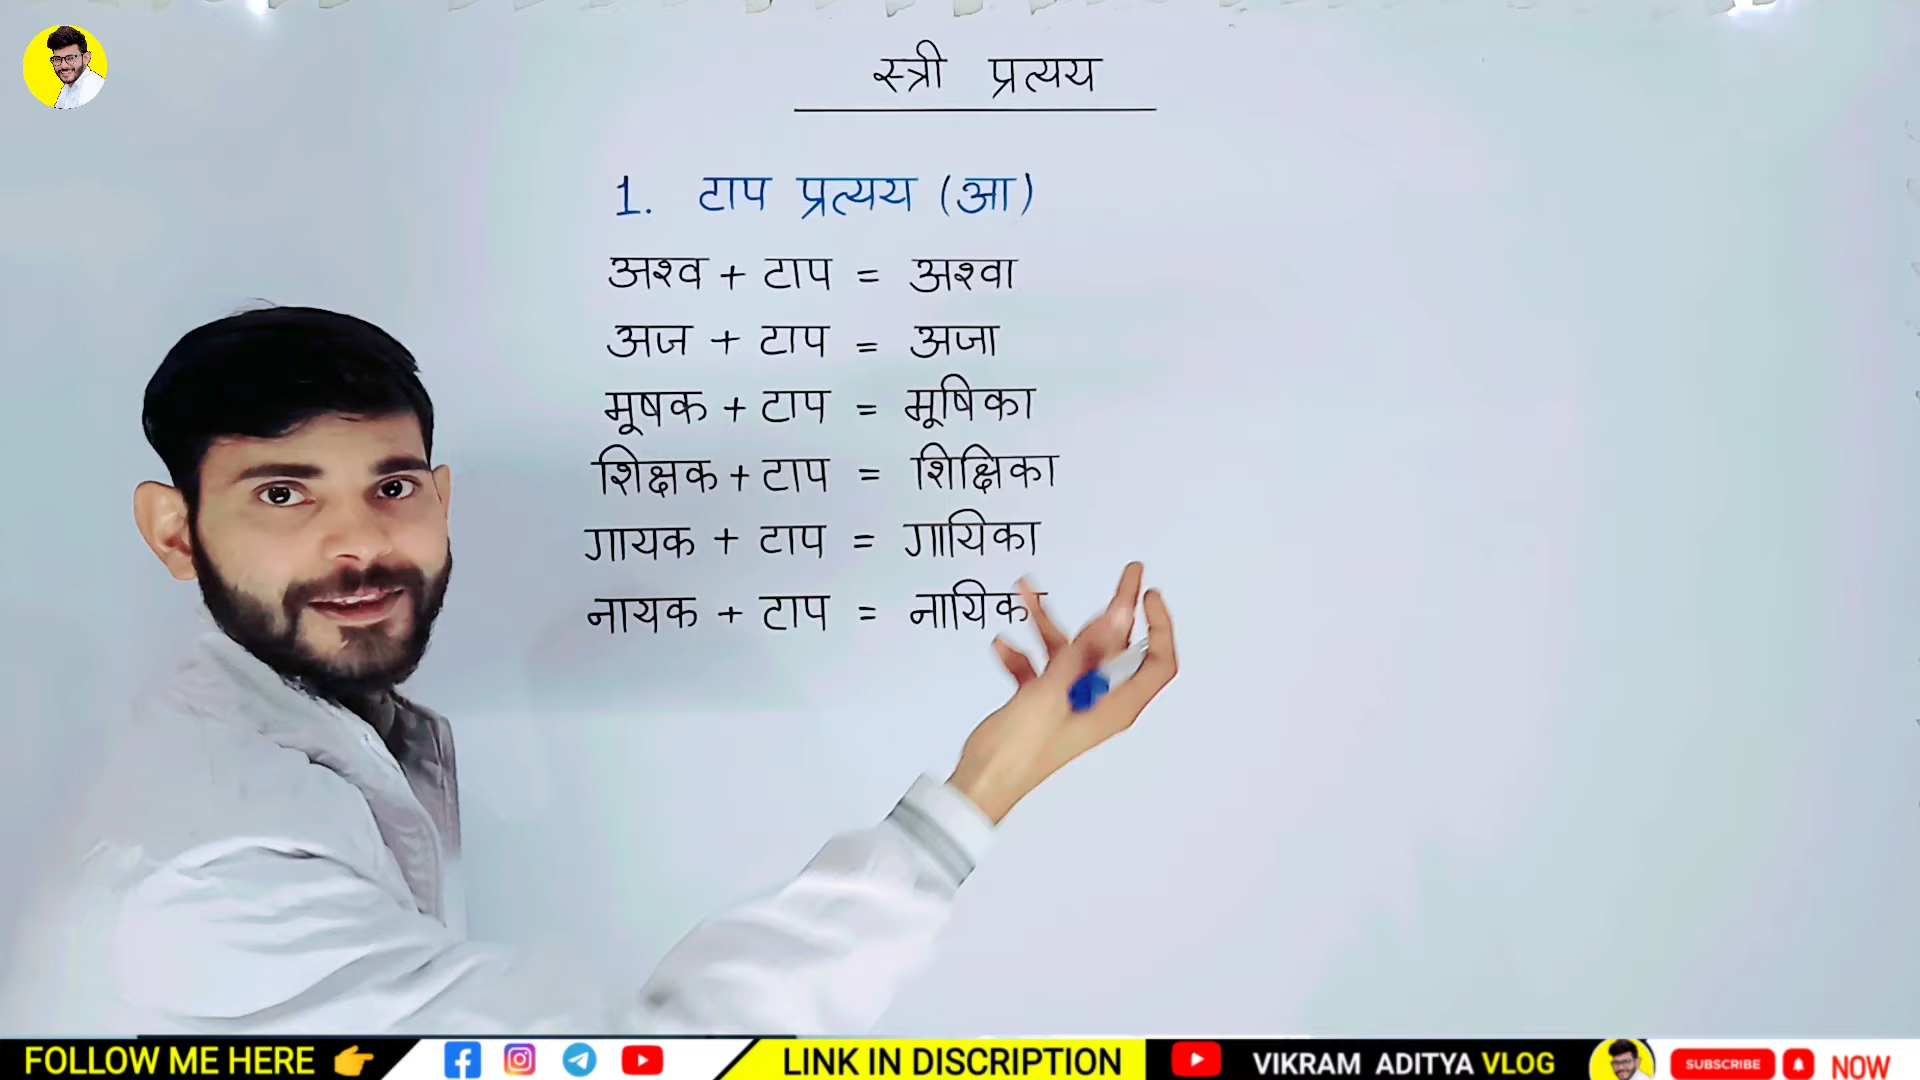 स्त्री प्रत्यय
1. टाप प्रत्यय (आ)
अश्व + टाप = अश्वा
अज + टाप = अजा
मूषक + टाप = मूषिका
शिक्षक + टाप = शिक्षिका
गायक + टाप = गायिका
नायक + टाप = नायिका
FOLLOW ME HERE LINK IN DISCRIPTION VIKRAM ADITYA VLOG SUBSCRIBE NOW